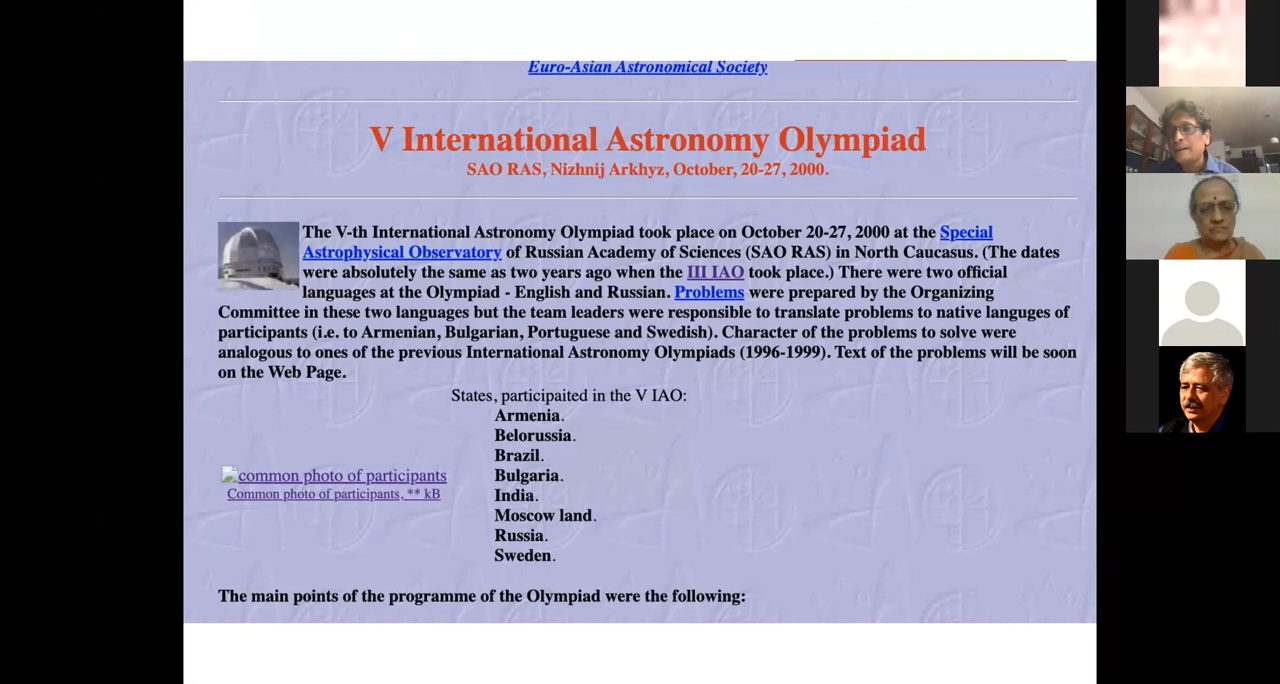 Euro-Asian Astronomical Society
V International Astronomy Olympiad
SAO RAS, Nizhnij Arkhyz, October, 20-27, 2000.
The V-th International Astronomy Olympiad took place on October 20-27, 2000 at the Special
Astrophysical Observatory of Russian Academy of Sciences (SAO RAS) in North Caucasus. (The dates
were absolutely the same as two years ago when the III IAO took place.) There were two official
languages at the Olympiad - English and Russian. Problems were prepared by the Organizing
Committee in these two languages but the team leaders were responsible to translate problems to native languges of
participants (i.e. to Armenian, Bulgarian, Portuguese and Swedish). Character of the problems to solve were
analogous to ones of the previous International Astronomy Olympiads (1996-1999). Text of the problems will be soon
on the Web Page.
States, participaited in the V IAO:
Armenia.
Belorussia.
Brazil.
Bulgaria.
India.
Moscow land.
Russia.
Sweden.
common photo of participants
Common photo of participants, ** kB
The main points of the programme of the Olympiad were the following: